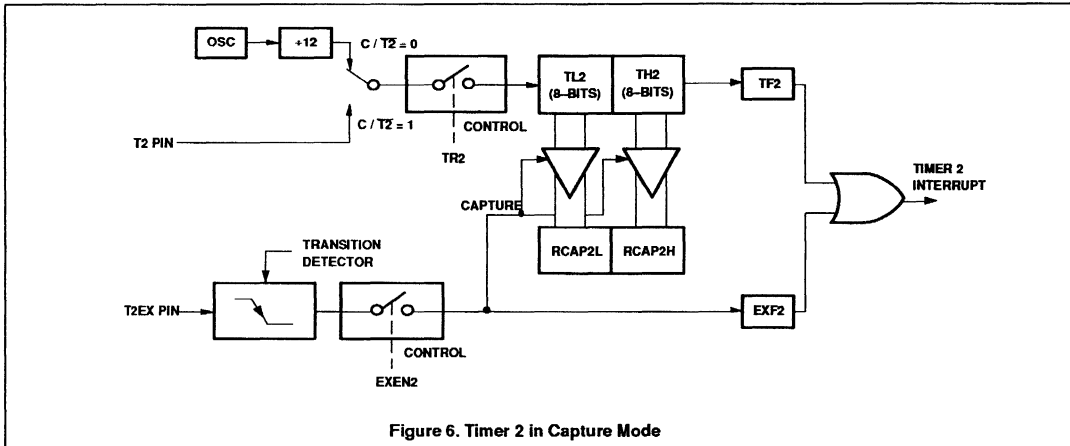 OSC
+12
C / T2̅ = 0
TL2
(8–BITS)
TH2
(8–BITS)
TF2
C / T2̅ = 1
CONTROL
T2 PIN
TR2
TIMER 2
INTERRUPT
CAPTURE
TRANSITION
DETECTOR
RCAP2L
RCAP2H
T2EX PIN
EXF2
CONTROL
EXEN2
Figure 6. Timer 2 in Capture Mode